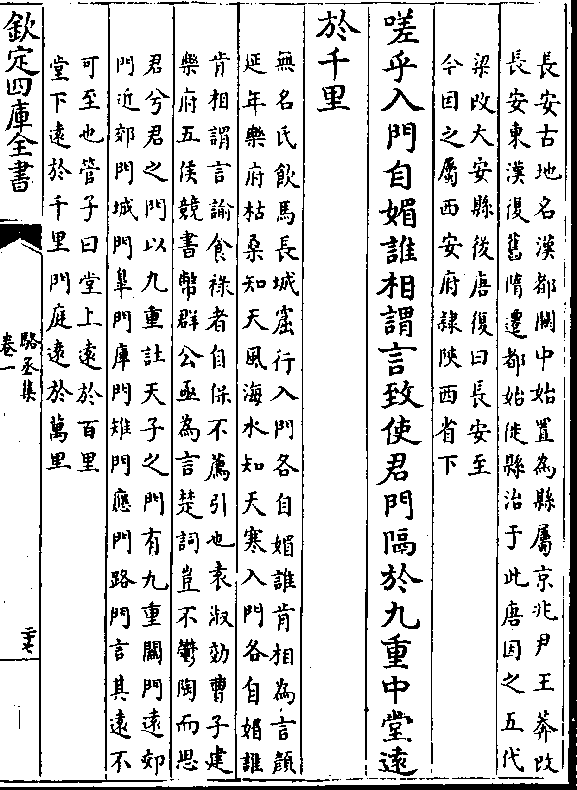 長安古地名漢都關中始置為縣屬京兆尹王莽改
長安東漢復舊隋遷都始徙縣治于此唐因之五代
梁改大安縣後唐復曰長安至
今因之屬西安府隸陜西省下
嗟乎入門自媚誰相謂言致使君門隔於九重中堂遠
於千里
無名氏飲馬長城窟行入門各自媚誰肯相為言顔
延年樂府枯桑知天風海水知天寒入門各自媚誰
肯相謂言諭食祿者自保不薦引也袁淑効曹子建
樂府五侯競書幣群公亟為言楚詞豈不鬱陶而思
君兮君之門以九重註天子之門有九重關門遠郊
門近郊門城門臯門庫門雉門應門路門言其遠不
可至也管子曰堂上遠於百里
堂下遠於千里門庭遠於萬里
欽定四庫全書
駱丞集
卷一
二十七